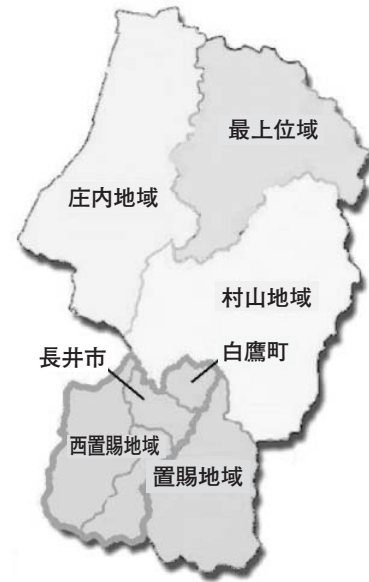 最上位域
庄内地域
村山地域
白鷹町
長井市
西置賜地域
置賜地域